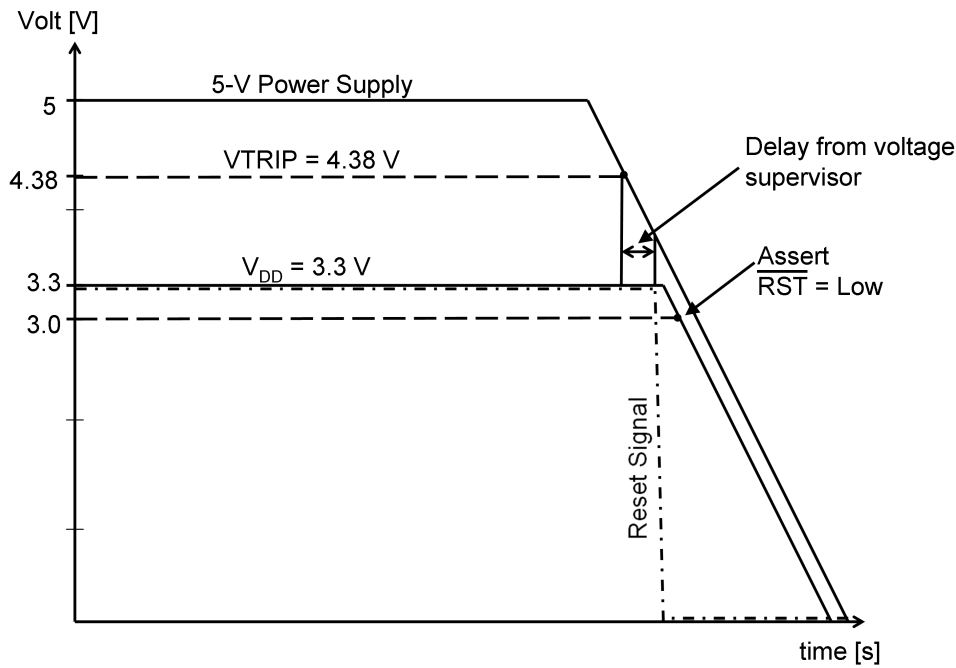 Volt [V]
5-V Power Supply
5
VTRIP = 4.38 V
4.38
Delay from voltage
supervisor
VDD = 3.3 V
3.3
Assert
RST = Low
3.0
Reset Signal
time [s]